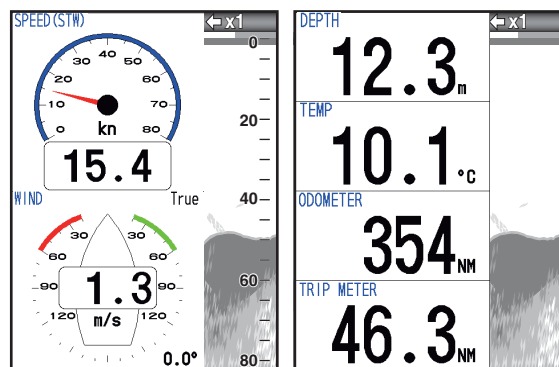 SPEED(STW)
←x1
0
20
40
60
80
0
10
20
30
40
50
60
70
80
kn
15.4
WIND
True
30
30
60
60
90
90
120
120
1.3
m/s
0.0°
DEPTH
←x1
12.3m
TEMP
10.1°C
ODOMETER
354NM
TRIP METER
46.3NM